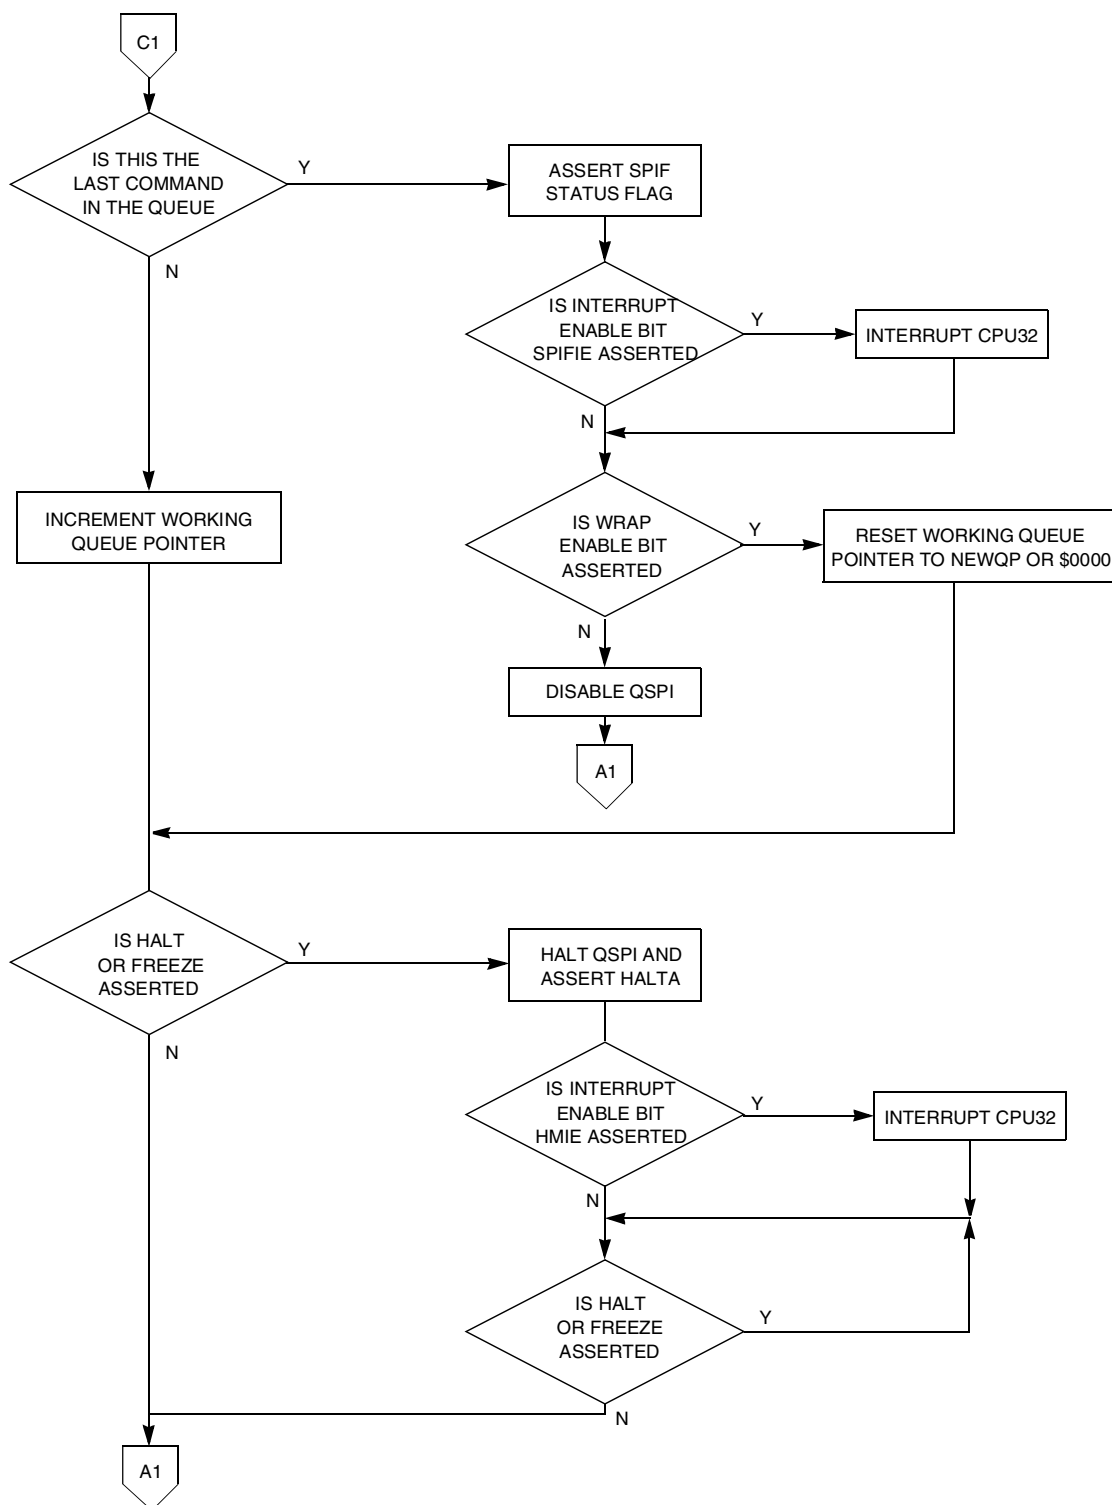 C1
IS THIS THE
LAST COMMAND
IN THE QUEUE
Y
ASSERT SPIF
STATUS FLAG
N
IS INTERRUPT
ENABLE BIT
SPIFIE ASSERTED
Y
INTERRUPT CPU32
N
INCREMENT WORKING
QUEUE POINTER
IS WRAP
ENABLE BIT
ASSERTED
Y
RESET WORKING QUEUE
POINTER TO NEWQP OR $0000
N
DISABLE QSPI
A1
IS HALT
OR FREEZE
ASSERTED
Y
HALT QSPI AND
ASSERT HALTA
N
IS INTERRUPT
ENABLE BIT
HMIE ASSERTED
Y
INTERRUPT CPU32
N
IS HALT
OR FREEZE
ASSERTED
Y
N
A1